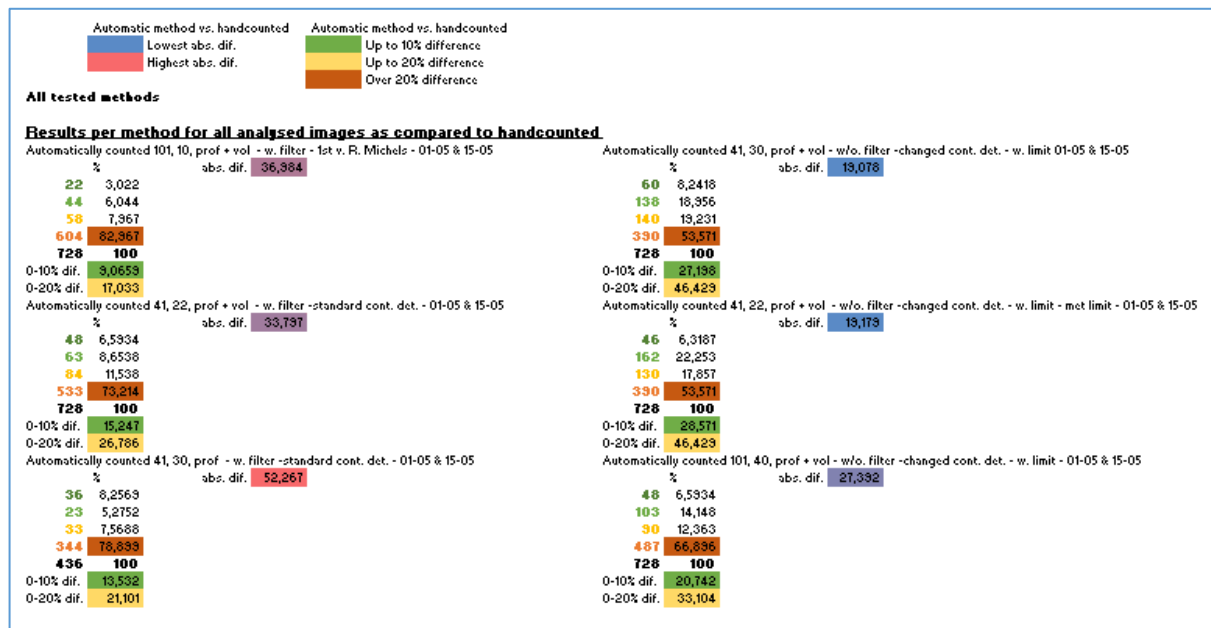 Automatic method vs. handcounted Automatic method vs. handcounted
Lowest abs. dif. Up to 10% difference
Highest abs. dif. Up to 20% difference
Over 20% difference
All tested methods
Results per method for all analysed images as compared to handcounted
Automatically counted 101, 10, prof + vol - w. filter - 1st v. R. Michels - 01-05 & 15-05
% abs. dif. 36,984
22 3,022
44 6,044
58 7,967
604 82,967
728 100
0-10% dif. 9,0659
0-20% dif. 17,033
Automatically counted 41, 22, prof + vol - w. filter -standard cont. det. - 01-05 & 15-05
% abs. dif. 33,797
48 6,5934
63 8,6538
84 11,538
533 73,214
728 100
0-10% dif. 15,247
0-20% dif. 26,786
Automatically counted 41, 30, prof - w. filter -standard cont. det. - 01-05 & 15-05
% abs. dif. 52,267
36 8,2569
23 5,2752
33 7,5688
344 78,899
436 100
0-10% dif. 13,532
0-20% dif. 21,101
Automatically counted 41, 30, prof + vol - w/o. filter -changed cont. det. - w. limit 01-05 & 15-05
% abs. dif. 19,078
60 8,2418
138 18,956
140 19,231
390 53,571
728 100
0-10% dif. 27,198
0-20% dif. 46,429
Automatically counted 41, 22, prof + vol - w/o. filter -changed cont. det. - w. limit - met limit - 01-05 & 15-05
% abs. dif. 19,179
46 6,3187
162 22,253
130 17,857
390 53,571
728 100
0-10% dif. 28,571
0-20% dif. 46,429
Automatically counted 101, 40, prof + vol - w/o. filter -changed cont. det. - w. limit - 01-05 & 15-05
% abs. dif. 27,392
48 6,5934
103 14,148
90 12,363
487 66,896
728 100
0-10% dif. 20,742
0-20% dif. 33,104